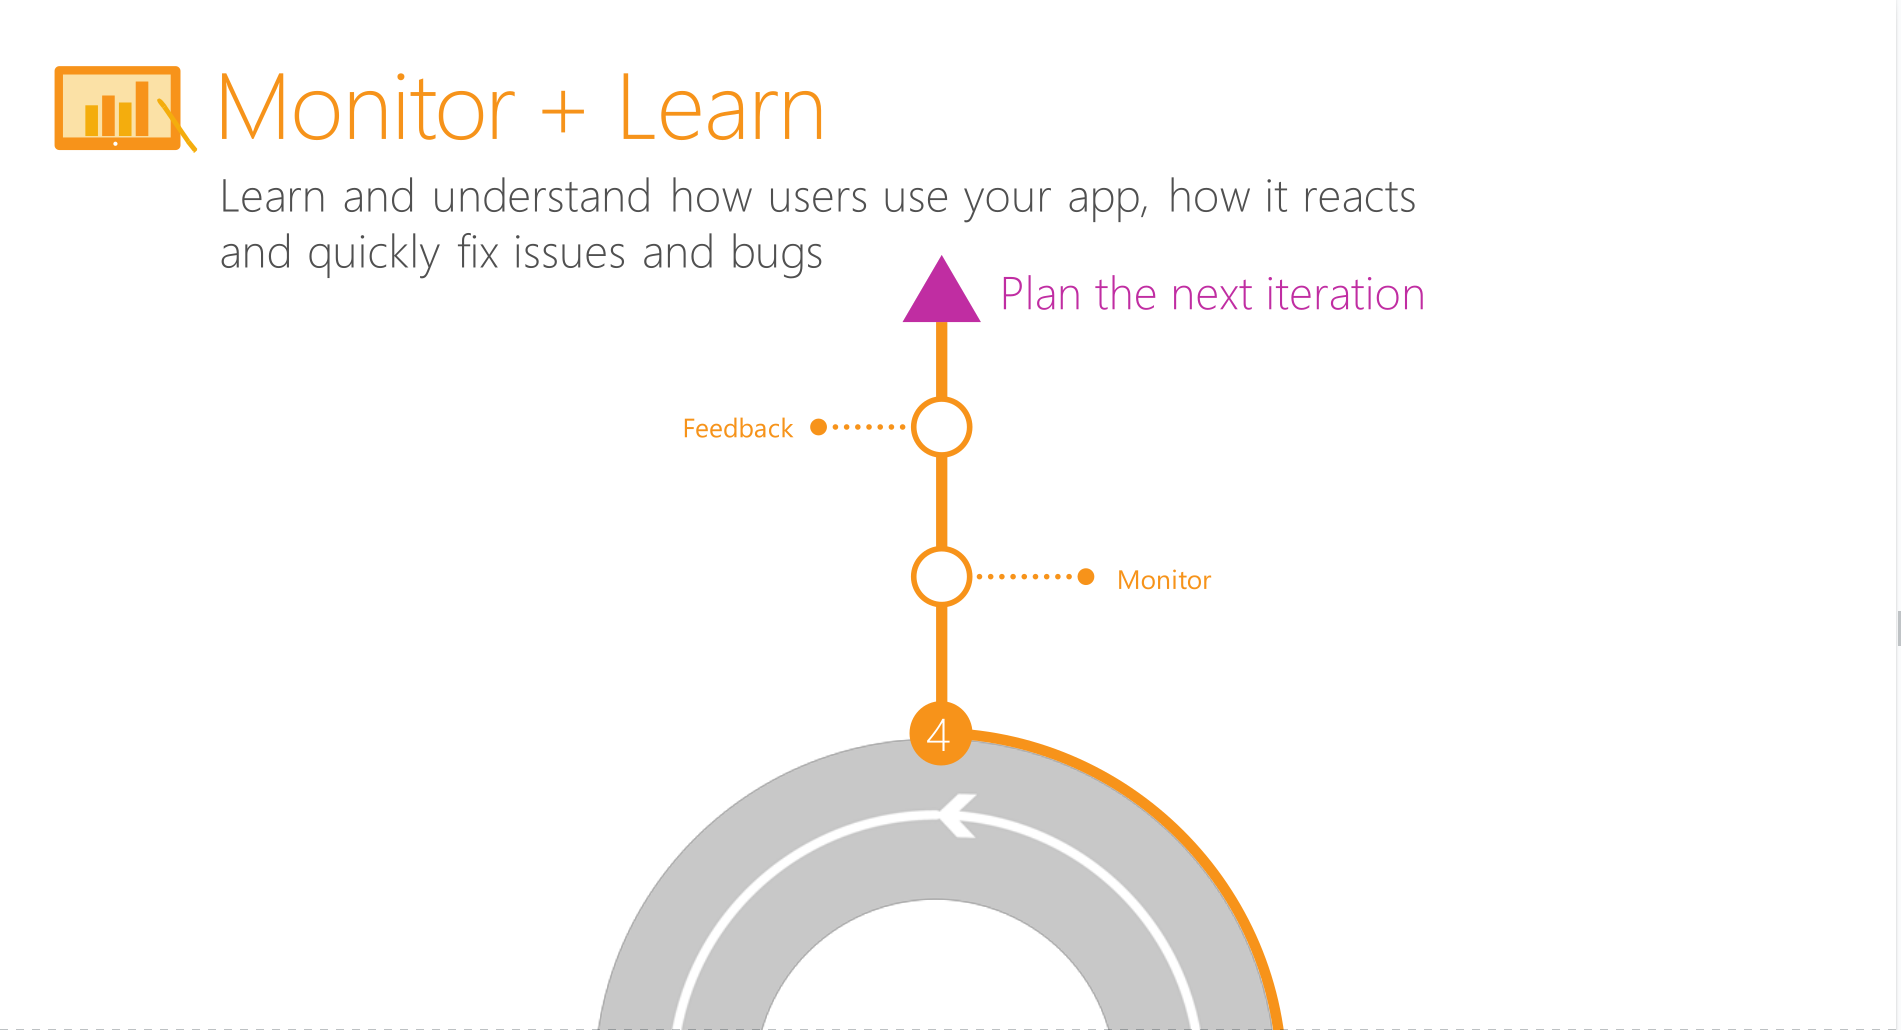 Monitor + Learn
Learn and understand how users use your app, how it reacts
and quickly fix issues and bugs
Plan the next iteration
Feedback
Monitor
4